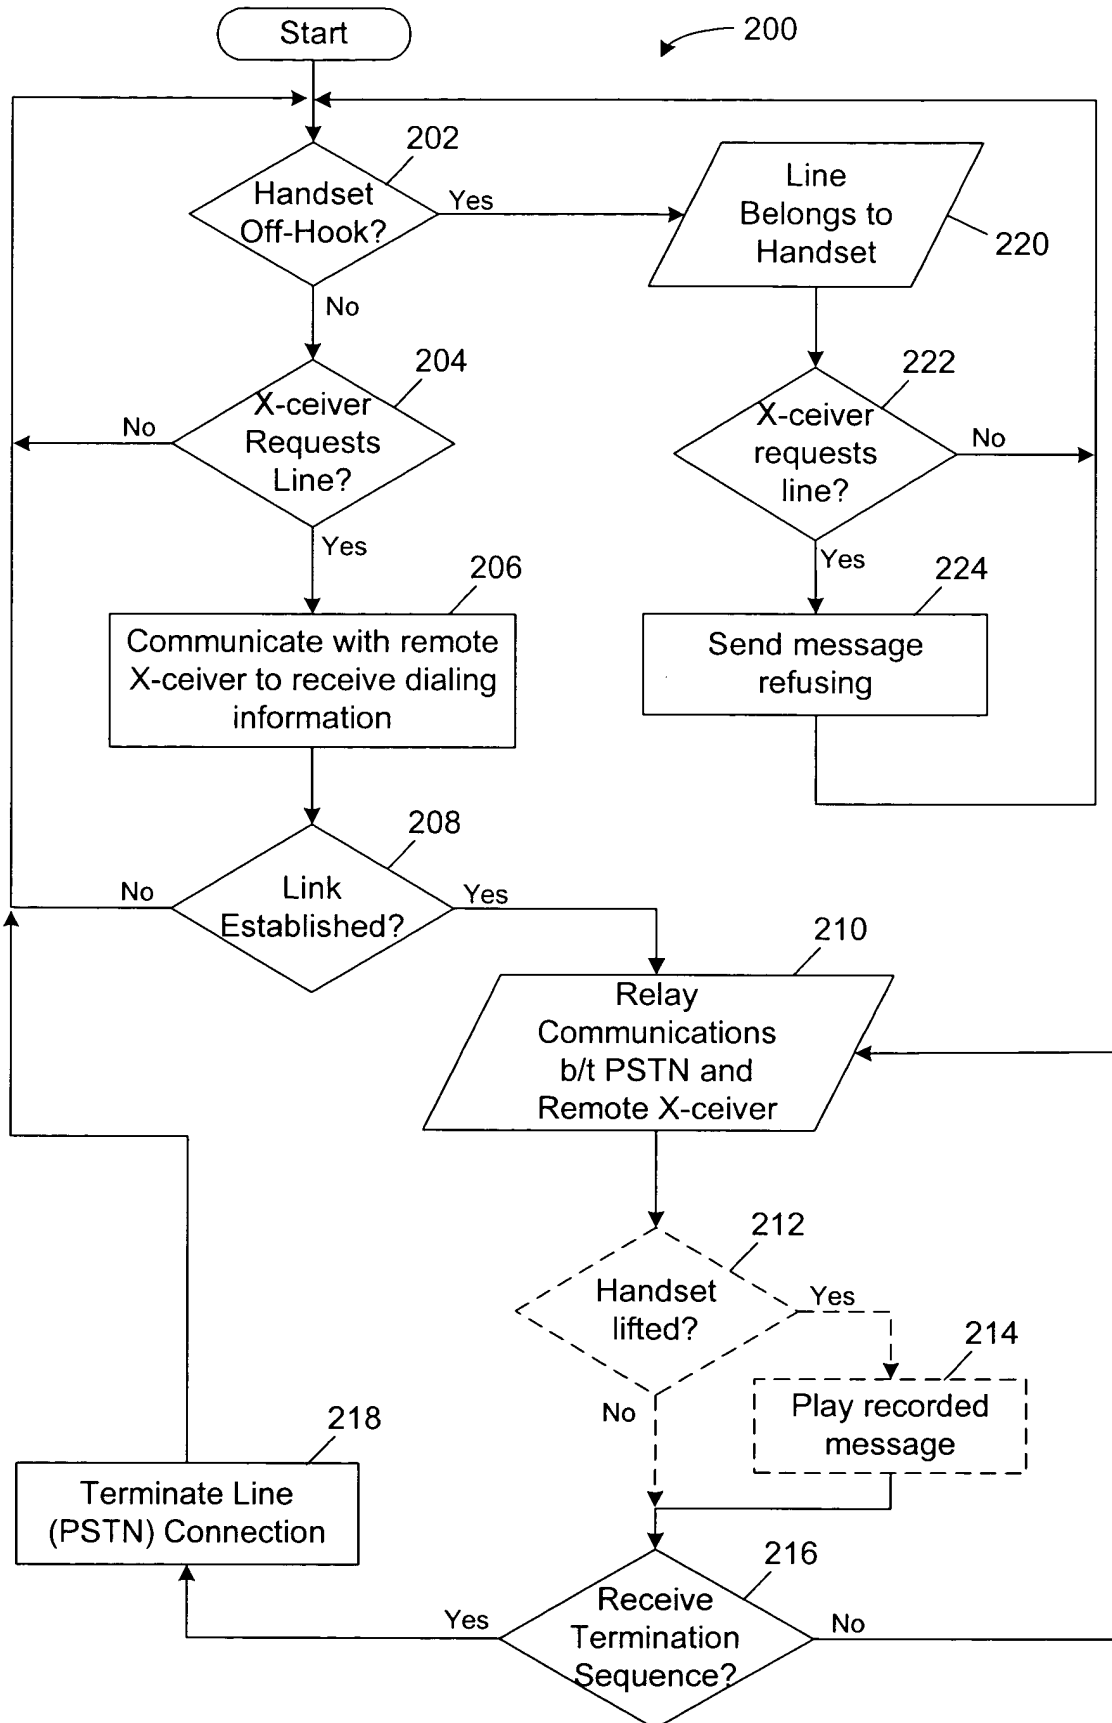 Start
200
202
Handset
Off-Hook?
Yes
No
Line
Belongs to
Handset
220
204
X-ceiver
Requests
Line?
No
Yes
222
X-ceiver
requests
line?
No
Yes
206
Communicate with remote
X-ceiver to receive dialing
information
224
Send message
refusing
208
Link
Established?
No
Yes
210
Relay
Communications
b/t PSTN and
Remote X-ceiver
212
Handset
lifted?
Yes
No
214
Play recorded
message
218
Terminate Line
(PSTN) Connection
216
Receive
Termination
Sequence?
Yes
No